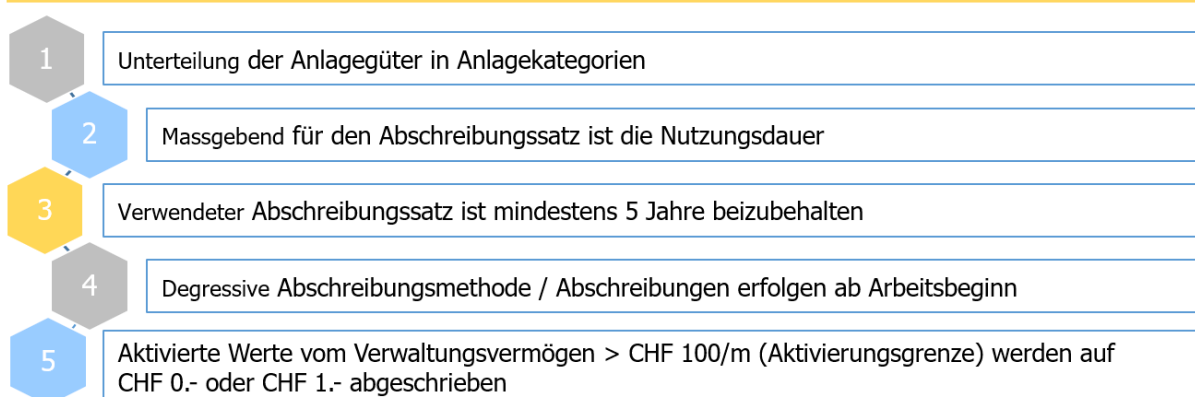 1
Unterteilung der Anlagegüter in Anlagekategorien
2
Massgebend für den Abschreibungssatz ist die Nutzungsdauer
3
Verwendeter Abschreibungssatz ist mindestens 5 Jahre beizubehalten
4
Degressive Abschreibungsmethode / Abschreibungen erfolgen ab Arbeitsbeginn
5
Aktivierte Werte vom Verwaltungsvermögen > CHF 100/m (Aktivierungsgrenze) werden auf
CHF 0.- oder CHF 1.- abgeschrieben